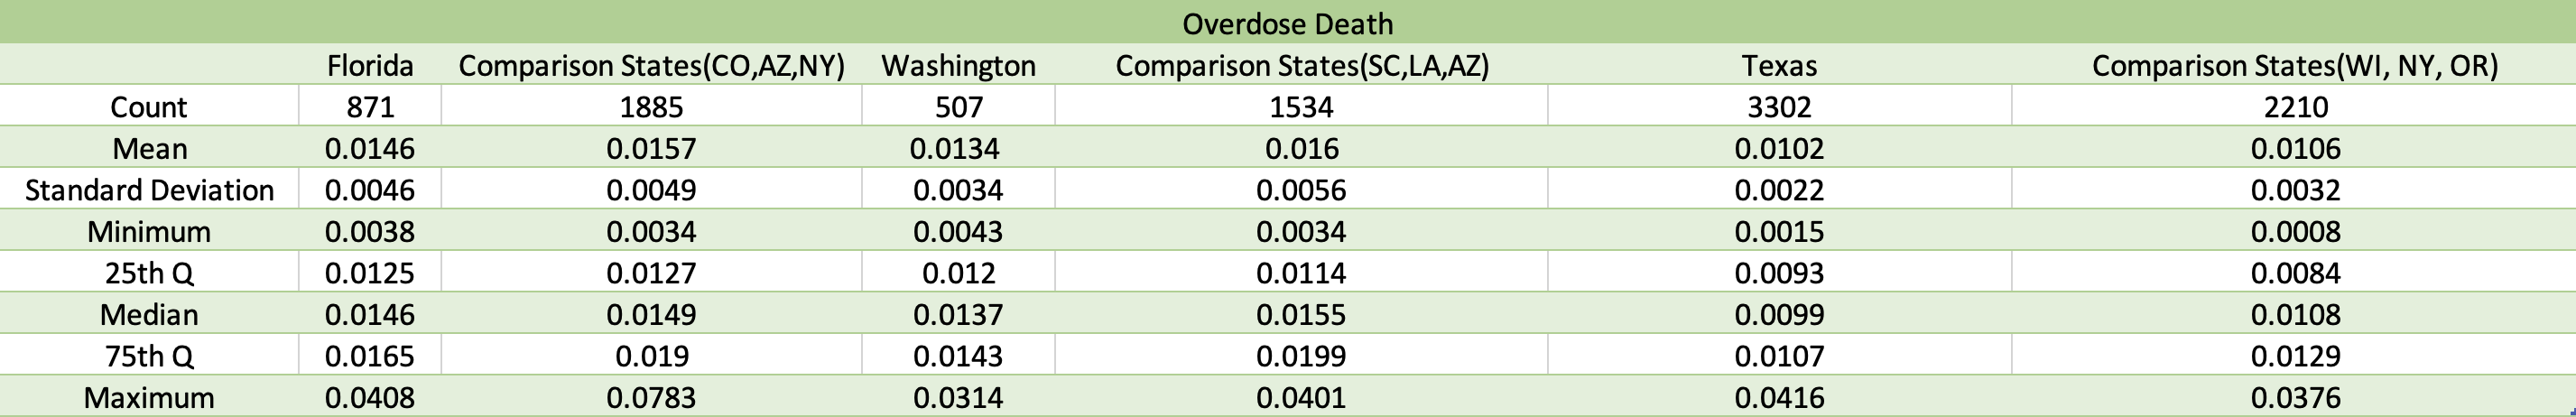 Overdose Death
Florida Comparison States(CO,AZ,NY) Washington Comparison States(SC,LA,AZ) Texas Comparison States(WI, NY, OR)
Count 871 1885 507 1534 3302 2210
Mean 0.0146 0.0157 0.0134 0.016 0.0102 0.0106
Standard Deviation 0.0046 0.0049 0.0034 0.0056 0.0022 0.0032
Minimum 0.0038 0.0034 0.0043 0.0034 0.0015 0.0008
25th Q 0.0125 0.0127 0.012 0.0114 0.0093 0.0084
Median 0.0146 0.0149 0.0137 0.0155 0.0099 0.0108
75th Q 0.0165 0.019 0.0143 0.0199 0.0107 0.0129
Maximum 0.0408 0.0783 0.0314 0.0401 0.0416 0.0376